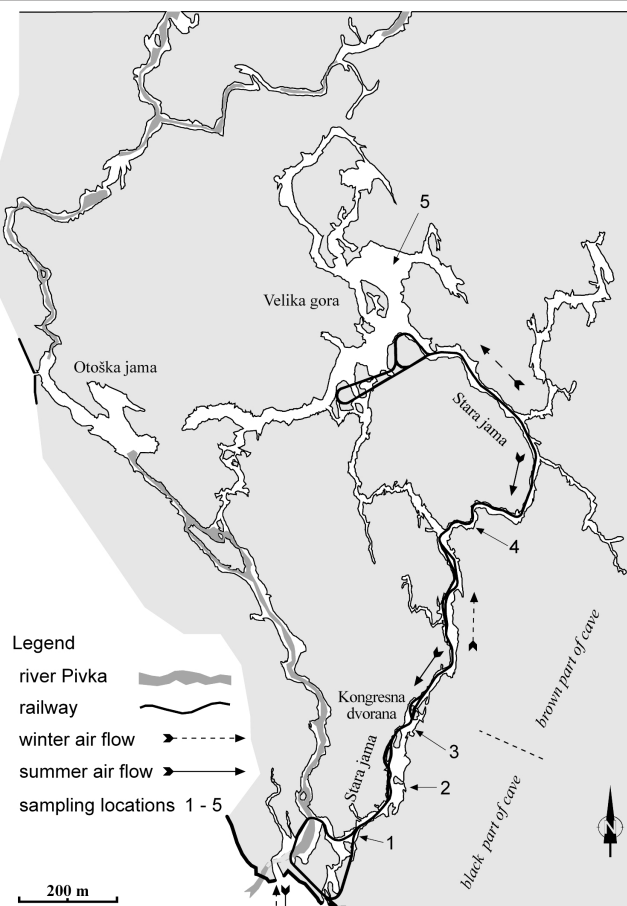 5
Velika gora
Otoška jama
Stara jama
4
Legend
river Pivka
railway
winter air flow
summer air flow
sampling locations 1 - 5
brown part of cave
Kongresna
dvorana
3
Stara jama
2
1
black part of cave
N
200 m